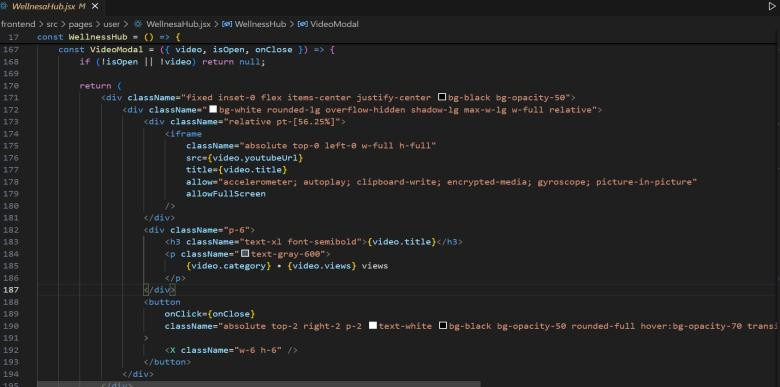 WellnesaHub.jsx M X
frontend > src > pages > user > WellnesaHub.jsx > WellnessHub > VideoModal
17 const WellnessHub = () => {
167 const VideoModal = ({ video, isOpen, onClose }) => {
168 if (!isOpen || !video) return null;
169
170 return (
171 <div className="fixed inset-0 flex items-center justify-center bg-black bg-opacity-50">
172 <div className="bg-white rounded-lg overflow-hidden shadow-lg max-w-lg w-full relative">
173 <div className="relative pt-[56.25%]">
174 <iframe
175 className="absolute top-0 left-0 w-full h-full"
176 src={video.youtubeUrl}
177 title={video.title}
178 allow="accelerometer; autoplay; clipboard-write; encrypted-media; gyroscope; picture-in-picture"
179 allowFullScreen
180 />
181 </div>
182 <div className="p-6">
183 <h3 className="text-xl font-semibold">{video.title}</h3>
184 <p className="text-gray-600">
185 {video.category} • {video.views} views
186 </p>
187 </div>
188 <button
189 onClick={onClose}
190 className="absolute top-2 right-2 p-2 text-white bg-black bg-opacity-50 rounded-full hover:bg-opacity-70 transi
191 >
192 <X className="w-6 h-6" />
193 </button>
194 </div>
195 </div>